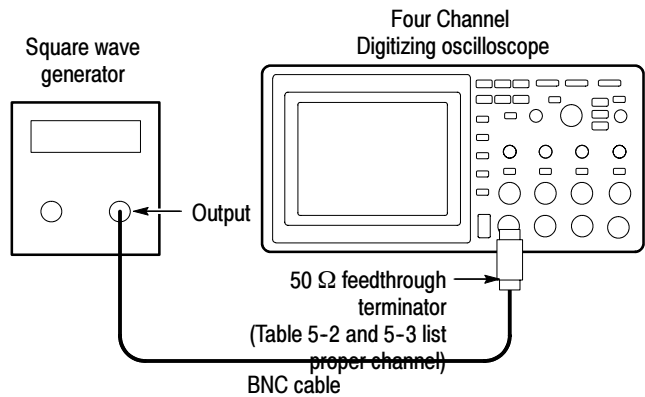 Four Channel
Digitizing oscilloscope
Square wave
generator
Output
50 Ω feedthrough
terminator
(Table 5-2 and 5-3 list
proper channel)
BNC cable